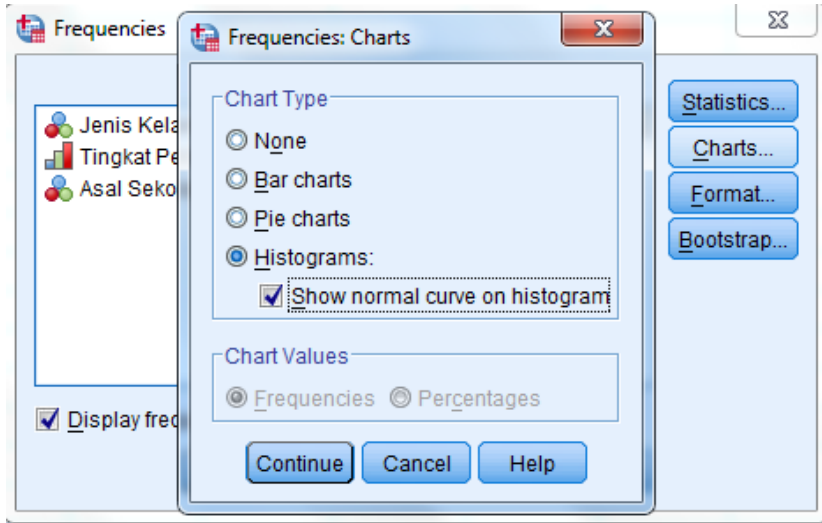 Frequencies
Frequencies: Charts
Jenis Kela
Tingkat Pe
Asal Seko
Display freq
Chart Type
None
Bar charts
Pie charts
Histograms:
Show normal curve on histogram
Chart Values
Frequencies Percentages
Continue Cancel Help
Statistics...
Charts...
Format...
Bootstrap...